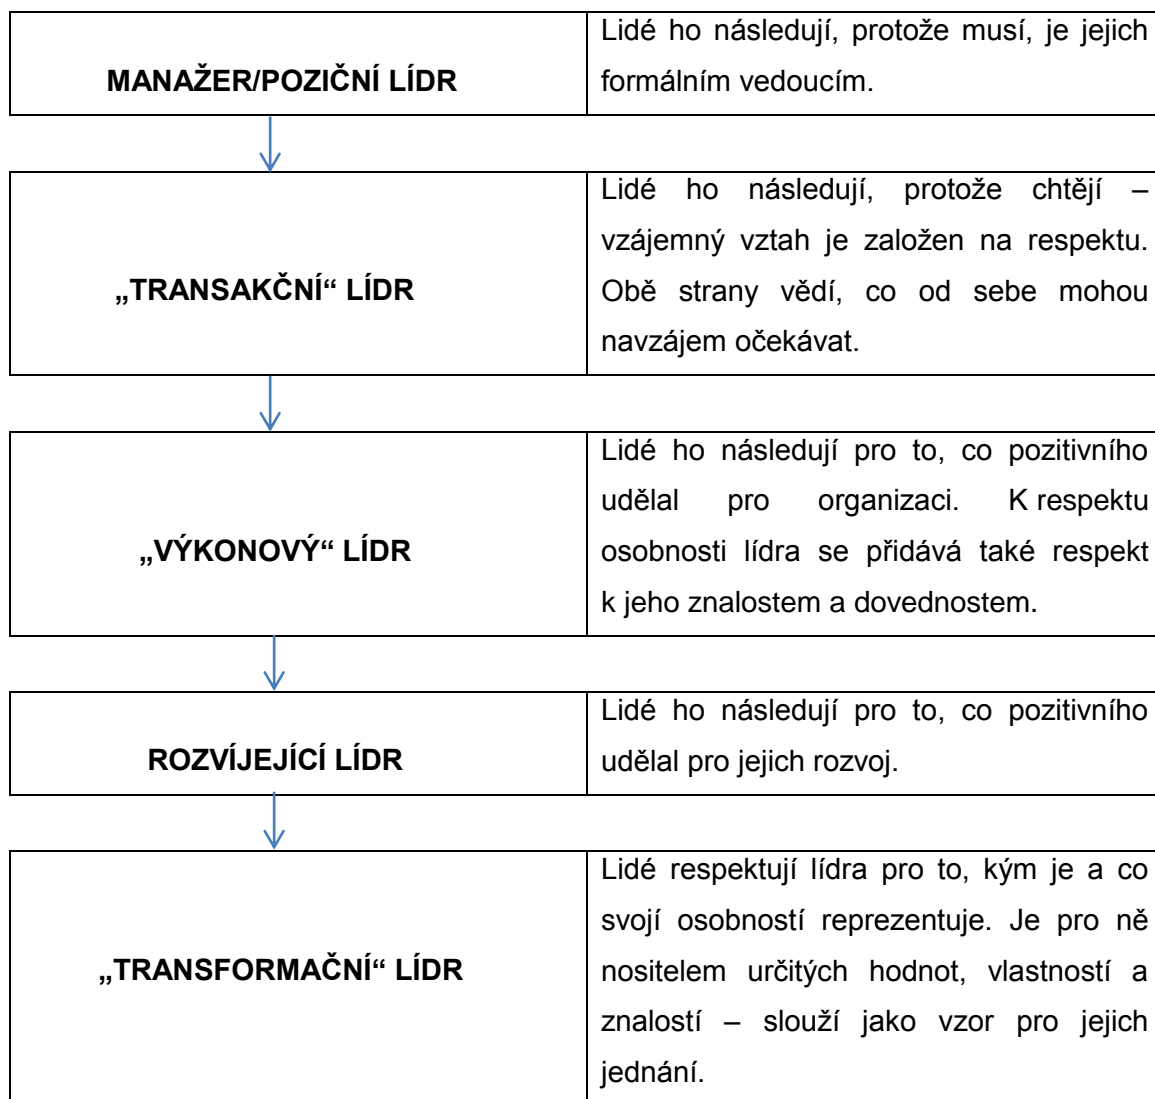 MANAŽER/POZIČNÍ LÍDR
Lidé ho následují, protože musí, je jejich
formálním vedoucím.
„TRANSAKČNÍ“ LÍDR
Lidé ho následují, protože chtějí –
vzájemný vztah je založen na respektu.
Obě strany vědí, co od sebe mohou
navzájem očekávat.
„VÝKONOVÝ“ LÍDR
Lidé ho následují pro to, co pozitivního
udělal pro organizaci. K respektu
osobnosti lídra se přidává také respekt
k jeho znalostem a dovednostem.
ROZVÍJEJÍCÍ LÍDR
Lidé ho následují pro to, co pozitivního
udělal pro jejich rozvoj.
„TRANSFORMAČNÍ“ LÍDR
Lidé respektují lídra pro to, kým je a co
svojí osobností reprezentuje. Je pro ně
nositelem určitých hodnot, vlastností a
znalostí – slouží jako vzor pro jejich
jednání.